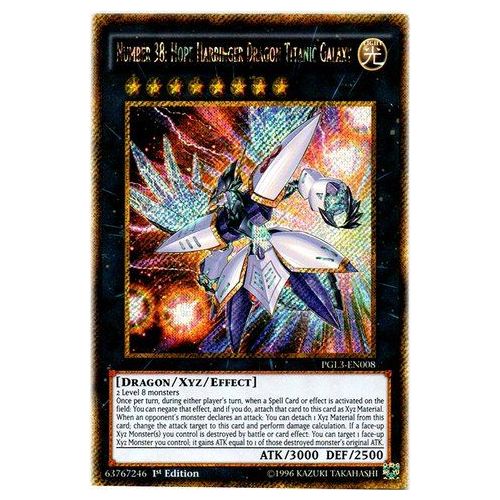 NUMBER 38: HOPE HARBINGER DRAGON TITANIC GALAXY
LIGHT
光
PGL3-EN008
[DRAGON/XYZ/EFFECT]
2 Level 8 monsters
Once per turn, during either player's turn, when a Spell Card or effect is activated on the
field: You can negate that effect, and if you do, attach that card to this card as Xyz Material.
When an opponent's monster declares an attack: You can detach 1 Xyz Material from this
card; change the attack target to this card and perform damage calculation. If a face-up
Xyz Monster(s) you control is destroyed by battle or card effect: You can target 1 face-up
Xyz Monster you control; it gains ATK equal to 1 of those destroyed monster's original ATK.
ATK/3000 DEF/2500
63767246 1st Edition ©1996 KAZUKI TAKAHASHI